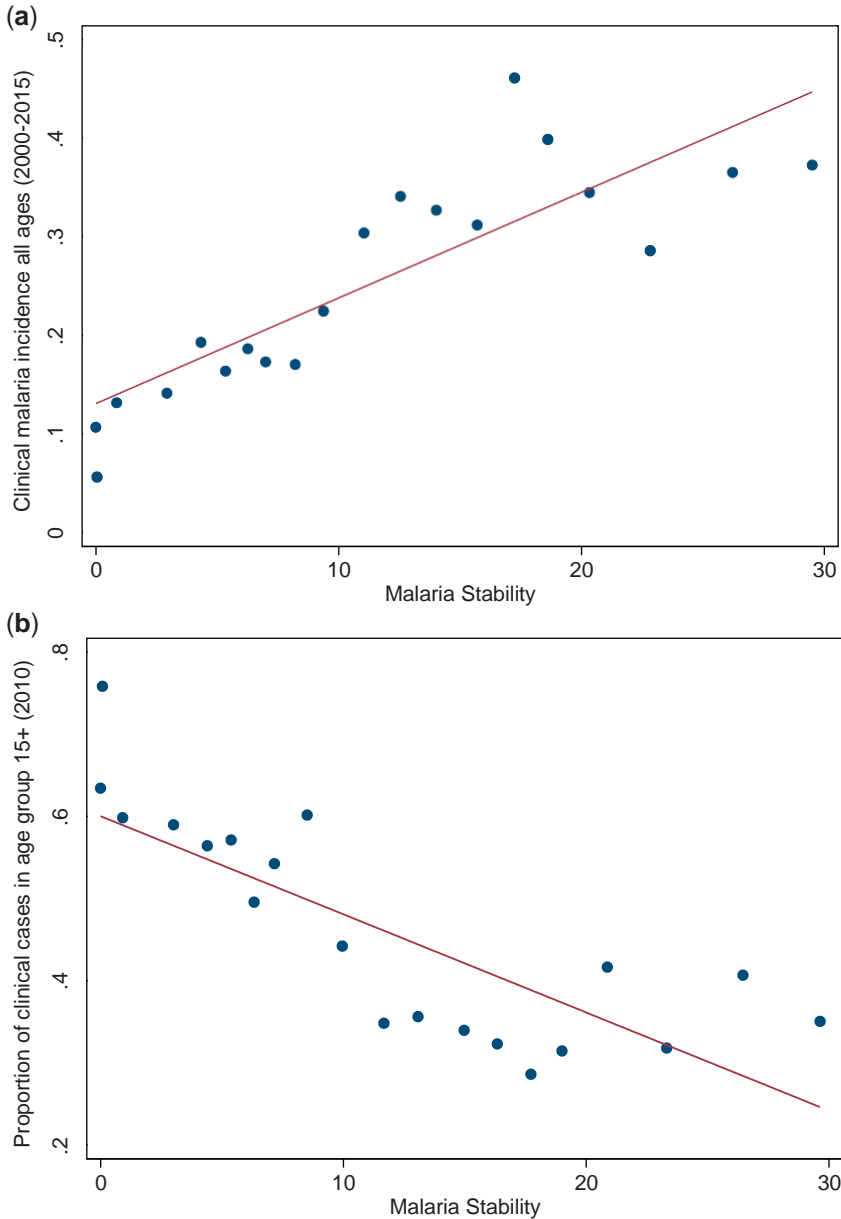 (a)
Clinical malaria incidence all ages (2000-2015)
.5
.4
.3
.2
.1
0
0 10 20 30
Malaria Stability
(b)
Proportion of clinical cases in age group 15+ (2010)
.8
.6
.4
.2
0 10 20 30
Malaria Stability